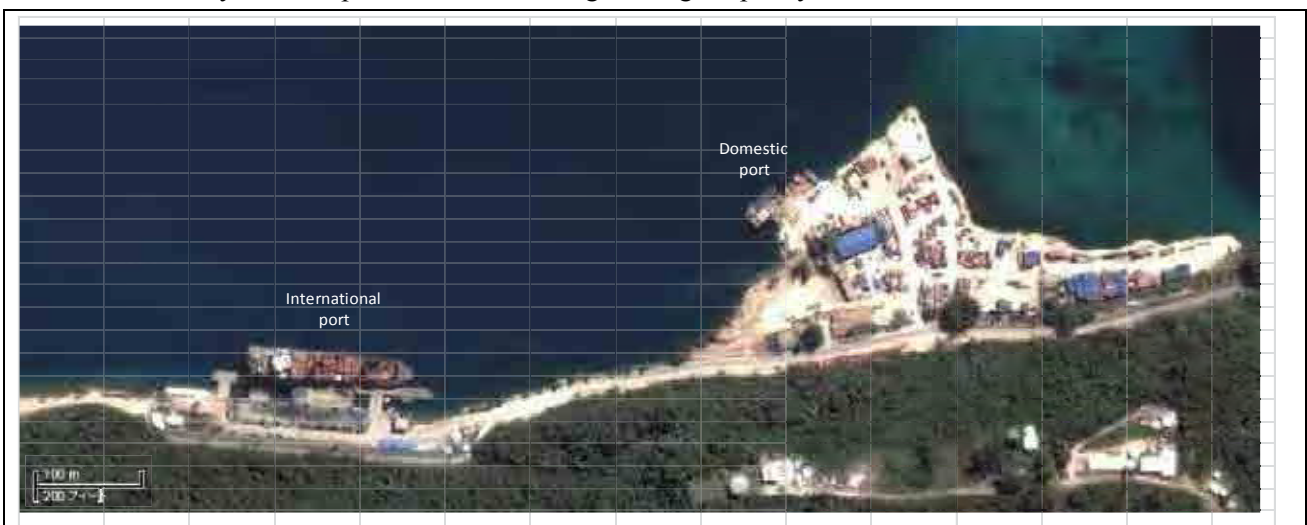 Domestic
port
International
port
100 m
200 フィート